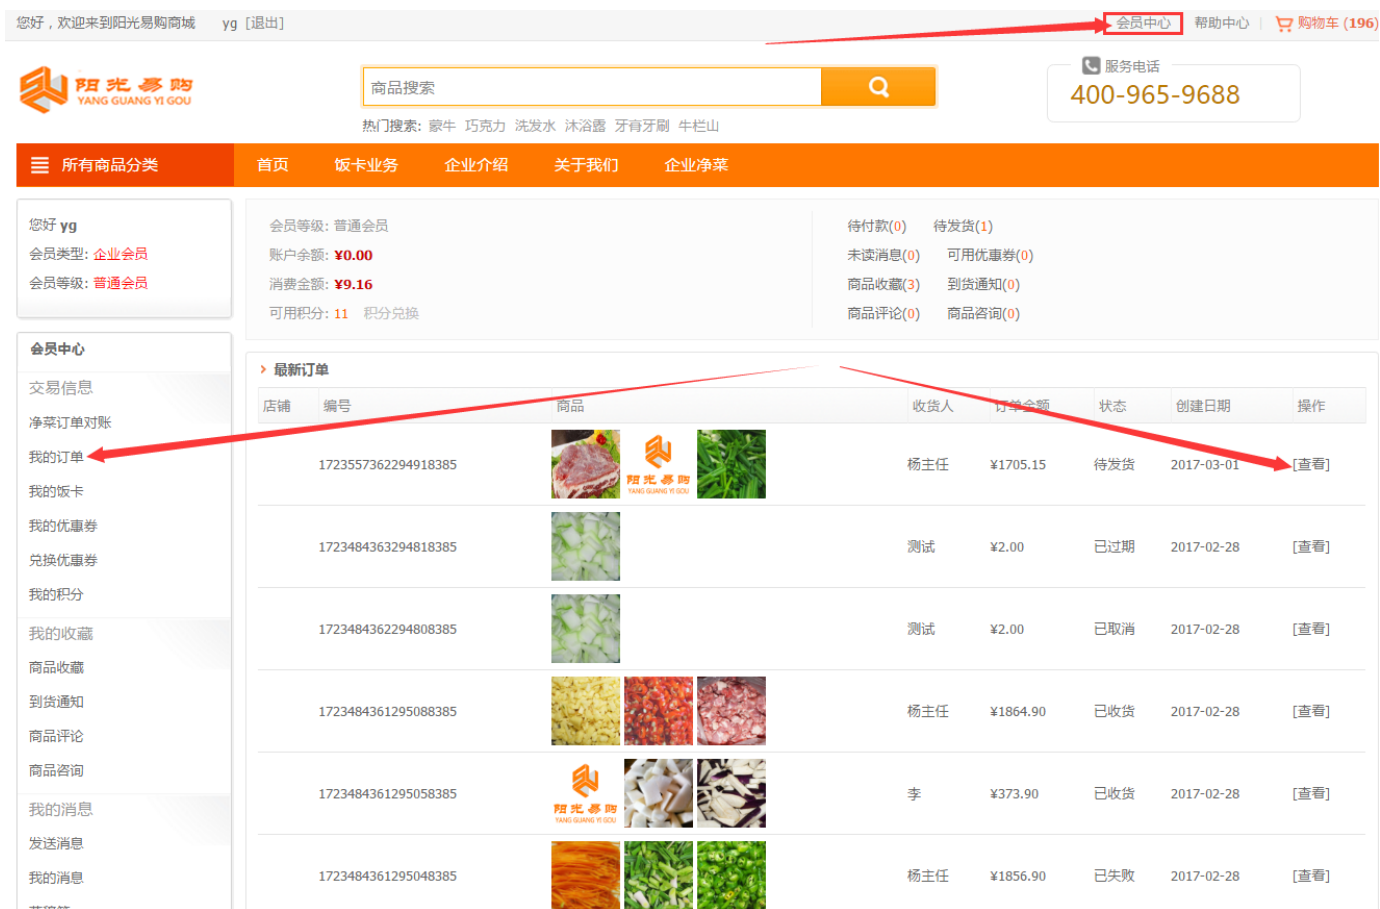 您好，欢迎来到阳光易购商城 yg [退出] 会员中心 帮助中心 | 购物车 (196)
阳光易购
YANG GUANG YI GOU
商品搜索
热门搜索: 蒙牛 巧克力 洗发水 沐浴露 牙膏牙刷 牛栏山
服务电话
400-965-9688
所有商品分类 首页 饭卡业务 企业介绍 关于我们 企业净菜
您好 yg
会员类型: 企业会员
会员等级: 普通会员
会员等级: 普通会员
账户余额: ¥0.00
消费金额: ¥9.16
可用积分: 11 积分兑换
待付款(0) 待发货(1)
未读消息(0) 可用优惠券(0)
商品收藏(3) 到货通知(0)
商品评论(0) 商品咨询(0)
会员中心
交易信息
净菜订单对账
我的订单
我的饭卡
我的优惠券
兑换优惠券
我的积分
我的收藏
商品收藏
到货通知
商品评论
商品咨询
我的消息
发送消息
我的消息
最新订单
店铺 编号 商品 收货人 订单金额 状态 创建日期 操作
1723557362294918385 阳光易购 YANG GUANG YI GOU 杨主任 ¥1705.15 待发货 2017-03-01 [查看]
1723484363294818385 测试 ¥2.00 已过期 2017-02-28 [查看]
1723484362294808385 测试 ¥2.00 已取消 2017-02-28 [查看]
1723484361295088385 杨主任 ¥1864.90 已收货 2017-02-28 [查看]
1723484361295058385 阳光易购 YANG GUANG YI GOU 李 ¥373.90 已收货 2017-02-28 [查看]
1723484361295048385 杨主任 ¥1856.90 已失败 2017-02-28 [查看]